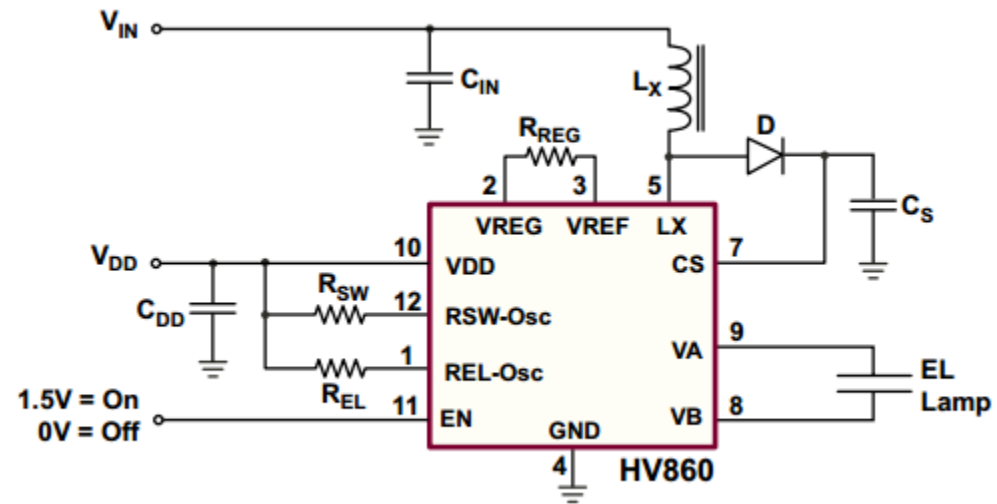 VIN
CIN
LX
RREG
D
2
3
5
CS
VREG
VREF
LX
7
VDD
10
VDD
CS
RSW
CDD
12
RSW-Osc
9
VA
1
REL-Osc
EL
Lamp
REL
1.5V = On
0V = Off
11
EN
VB
8
GND
4
HV860